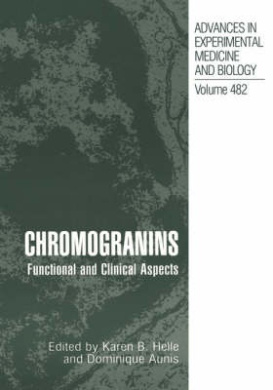 ADVANCES IN
EXPERIMENTAL
MEDICINE
AND BIOLOGY
Volume 482
CHROMOGRANINS
Functional and Clinical Aspects
Edited by Karen B. Helle
and Dominique Aunis